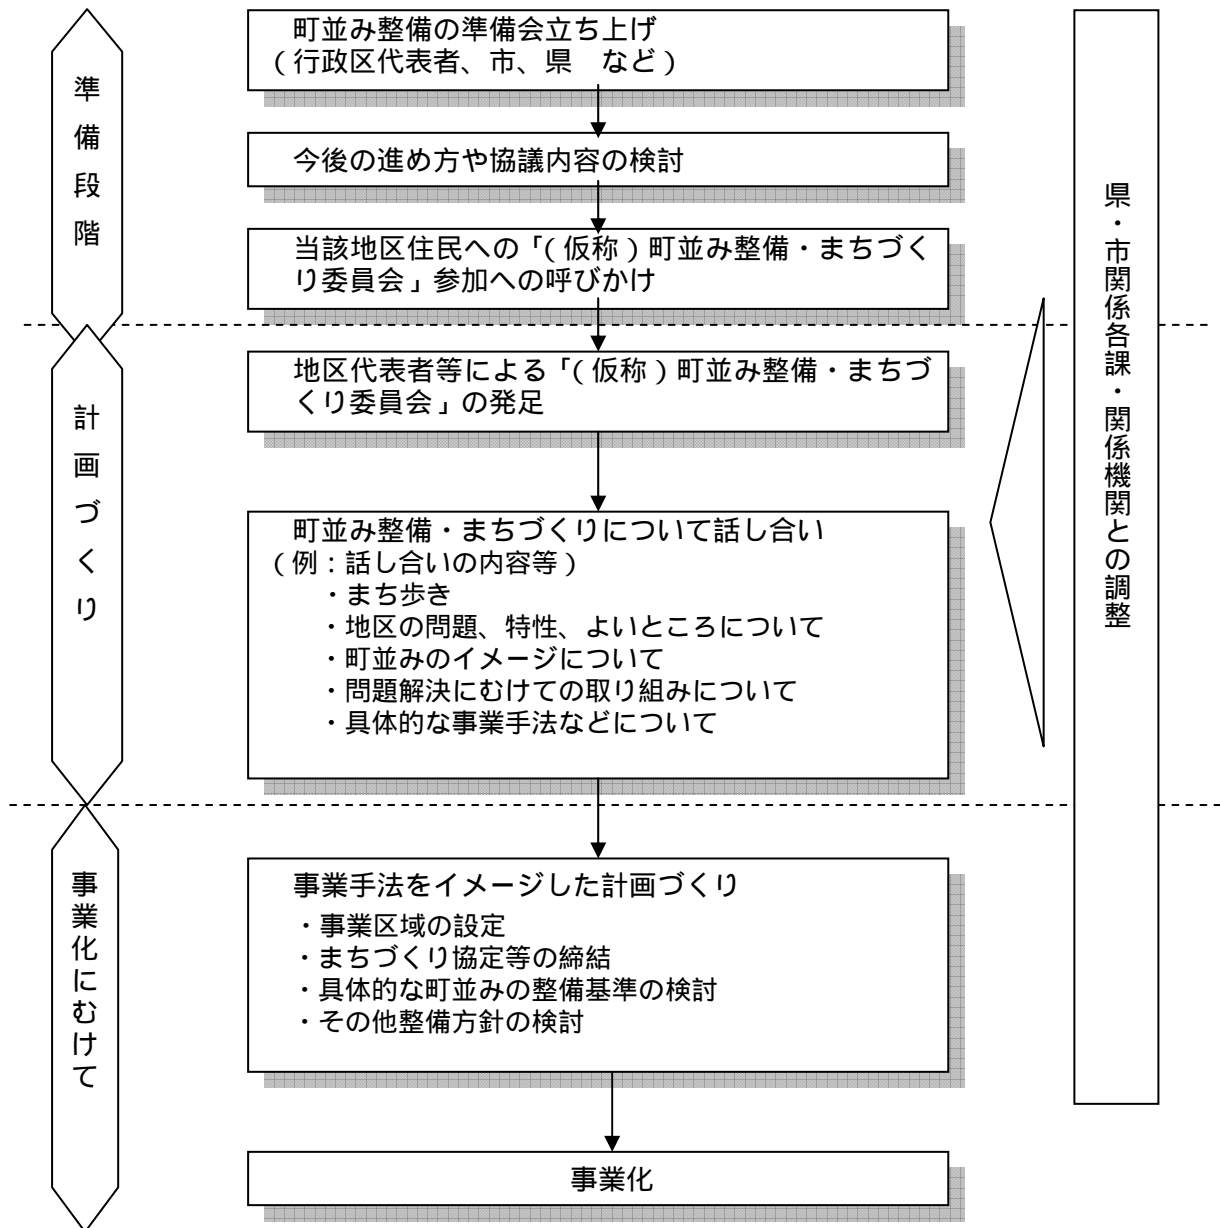 準備段階
町並み整備の準備会立ち上げ
(行政区代表者、市、県　など)
今後の進め方や協議内容の検討
当該地区住民への「(仮称)町並み整備・まちづく
り委員会」参加への呼びかけ
計画づくり
地区代表者等による「(仮称)町並み整備・まちづ
くり委員会」の発足
町並み整備・まちづくりについて話し合い
(例:話し合いの内容等)
・まち歩き
・地区の問題、特性、よいところについて
・町並みのイメージについて
・問題解決にむけての取り組みについて
・具体的な事業手法などについて
事業化にむけて
事業手法をイメージした計画づくり
・事業区域の設定
・まちづくり協定等の締結
・具体的な町並みの整備基準の検討
・その他整備方針の検討
事業化
県・市関係各課・関係機関との調整